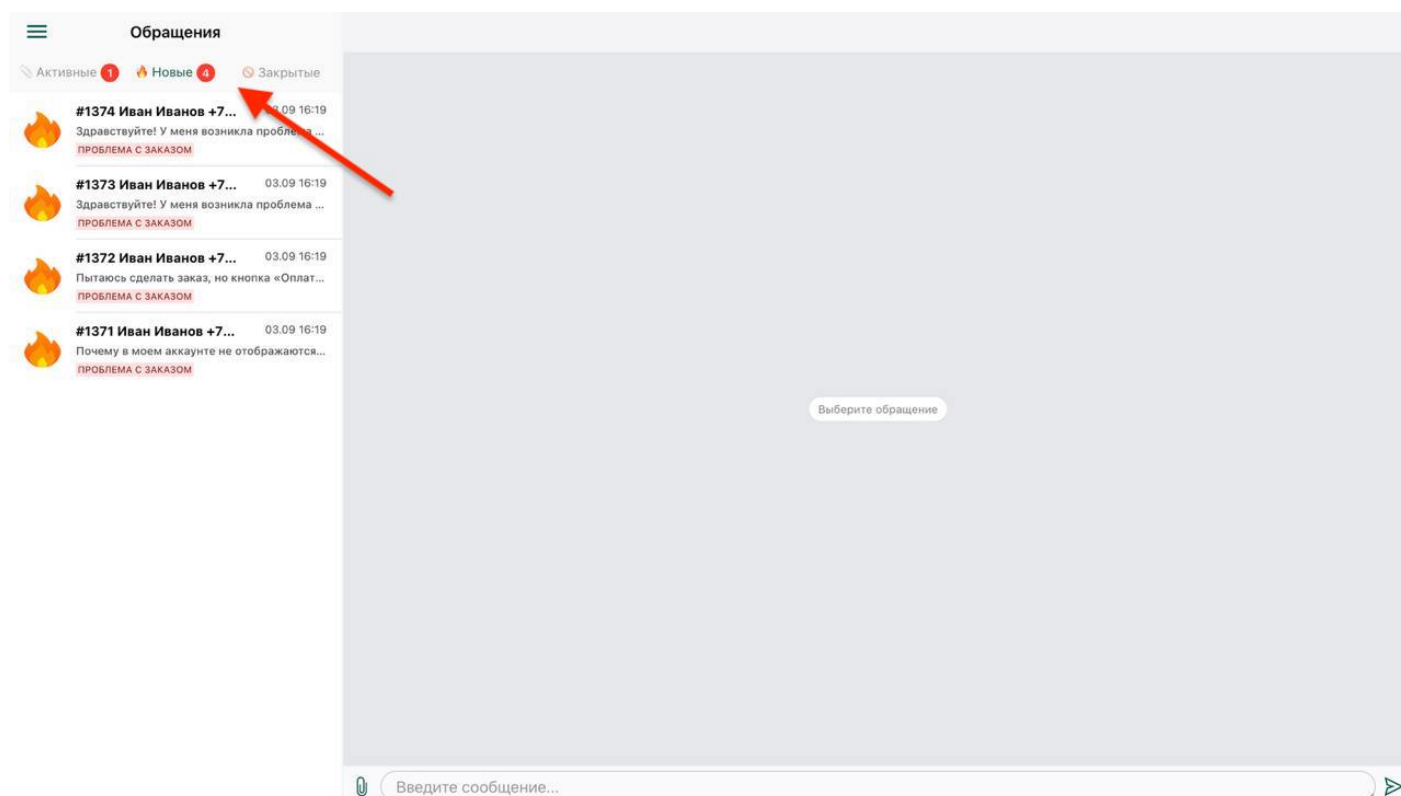 Обращения
Активные 1 Новые 4 Закрытые
#1374 Иван Иванов +7... 09 16:19
Здравствуйте! У меня возникла проблема ...
ПРОБЛЕМА С ЗАКАЗОМ
#1373 Иван Иванов +7... 03.09 16:19
Здравствуйте! У меня возникла проблема ...
ПРОБЛЕМА С ЗАКАЗОМ
#1372 Иван Иванов +7... 03.09 16:19
Пытаюсь сделать заказ, но кнопка «Оплат...
ПРОБЛЕМА С ЗАКАЗОМ
#1371 Иван Иванов +7... 03.09 16:19
Почему в моем аккаунте не отображаются...
ПРОБЛЕМА С ЗАКАЗОМ
Выберите обращение
Введите сообщение...